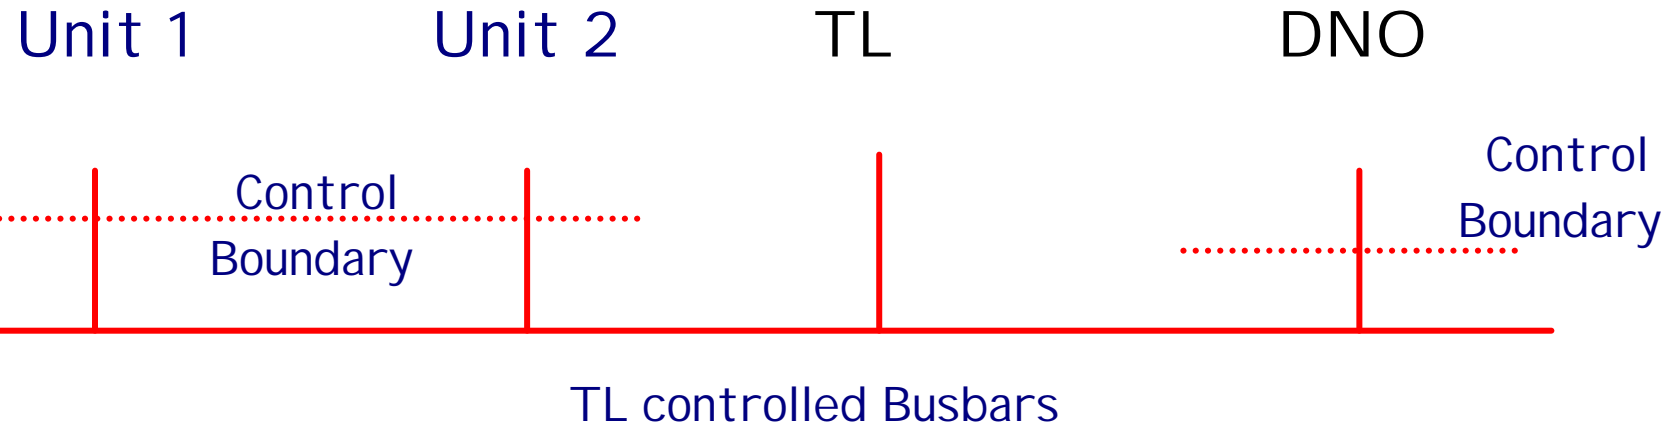 Unit 1 Unit 2 TL DNO
Control
Boundary
Control
Boundary
TL controlled Busbars